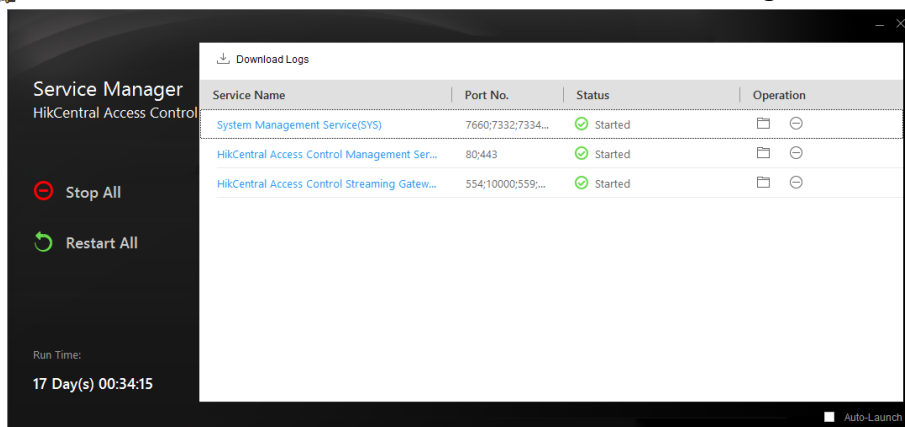 Download Logs
Service Manager
HikCentral Access Control
Service Name Port No. Status Operation
System Management Service(SYS) 7660;7332;7334... Started
HikCentral Access Control Management Ser... 80;443 Started
HikCentral Access Control Streaming Gatew... 554;10000;559;... Started
Stop All
Restart All
Run Time:
17 Day(s) 00:34:15
Auto-Launch